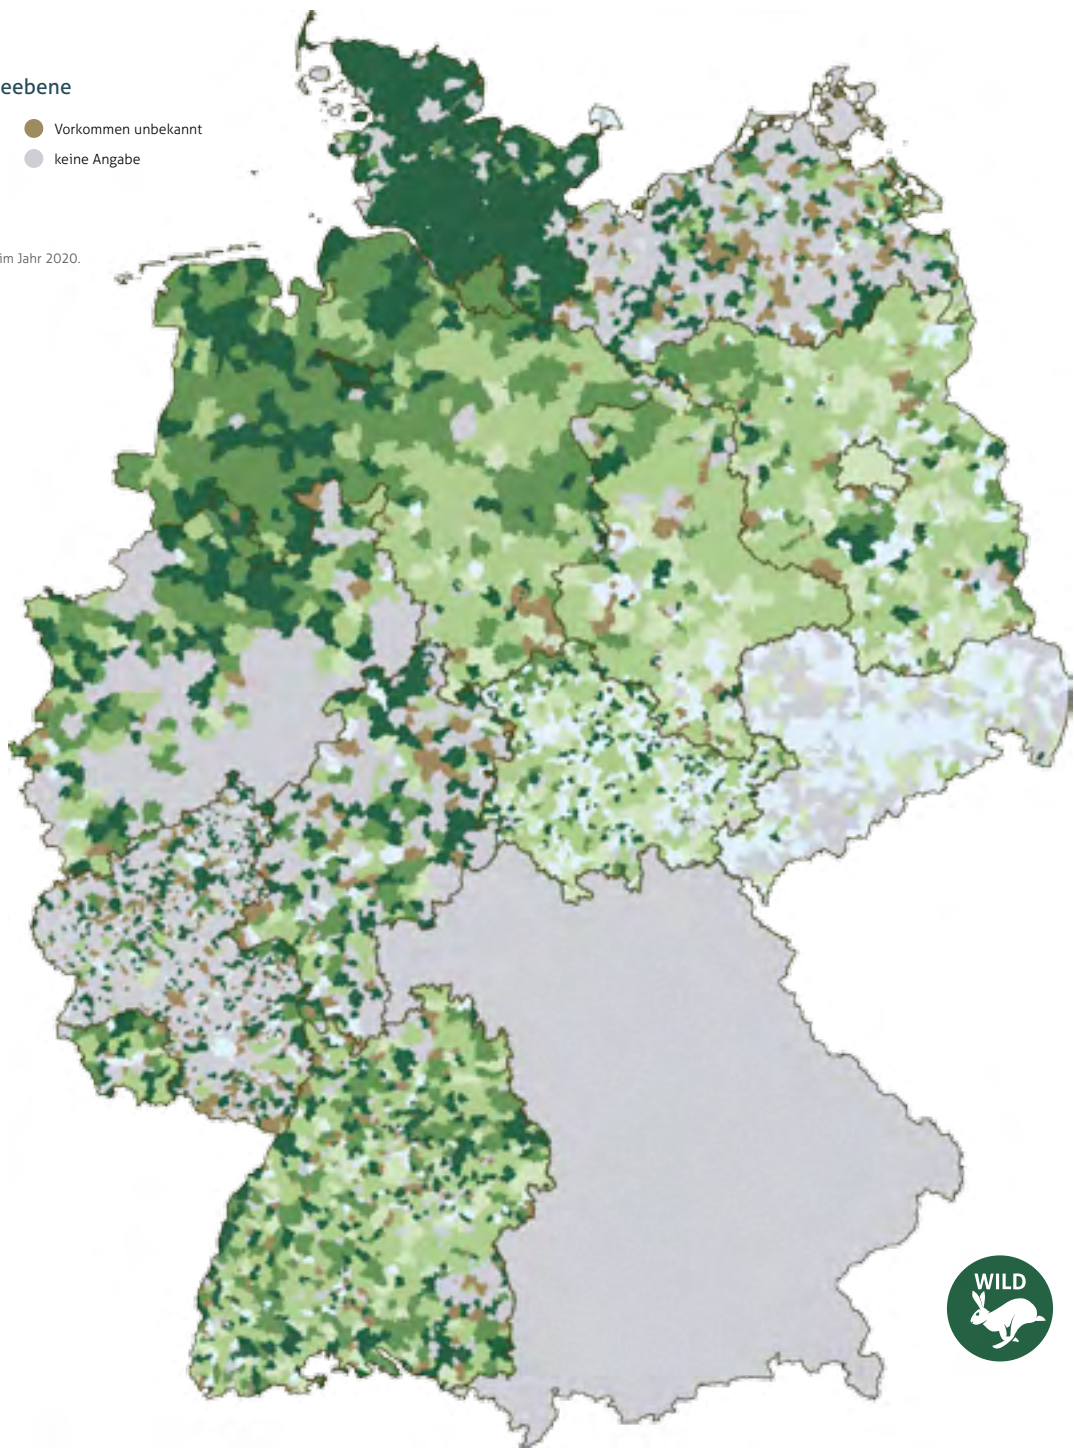 eebene
Vorkommen unbekannt
keine Angabe
im Jahr 2020.
WILD